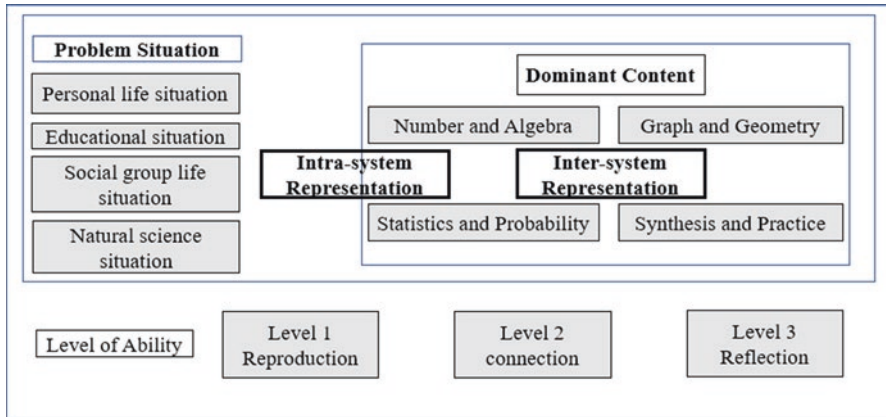 Problem Situation
Personal life situation
Educational situation
Social group life
situation
Natural science
situation
Dominant Content
Number and Algebra
Graph and Geometry
Intra-system
Representation
Inter-system
Representation
Statistics and Probability
Synthesis and Practice
Level of Ability
Level 1
Reproduction
Level 2
connection
Level 3
Reflection